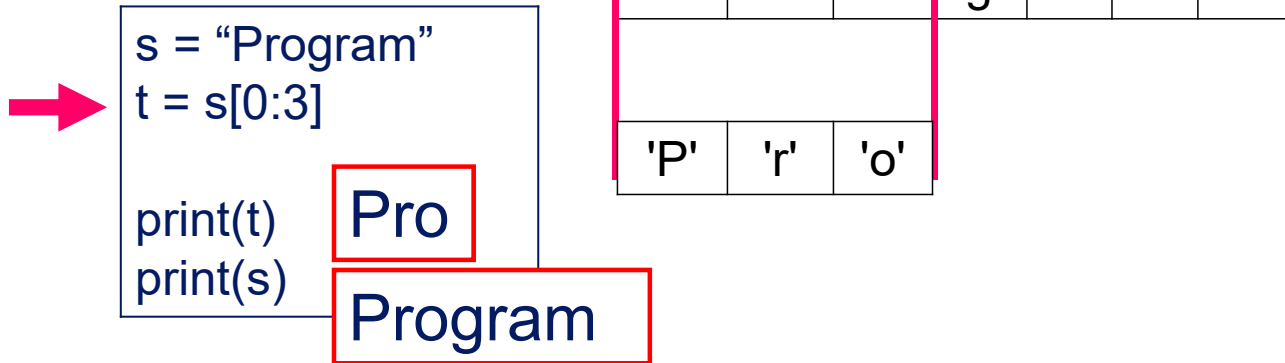 s = “Program”
t = s[0:3]
print(t)
Pro
print(s)
Program
'P' 'r' 'o'